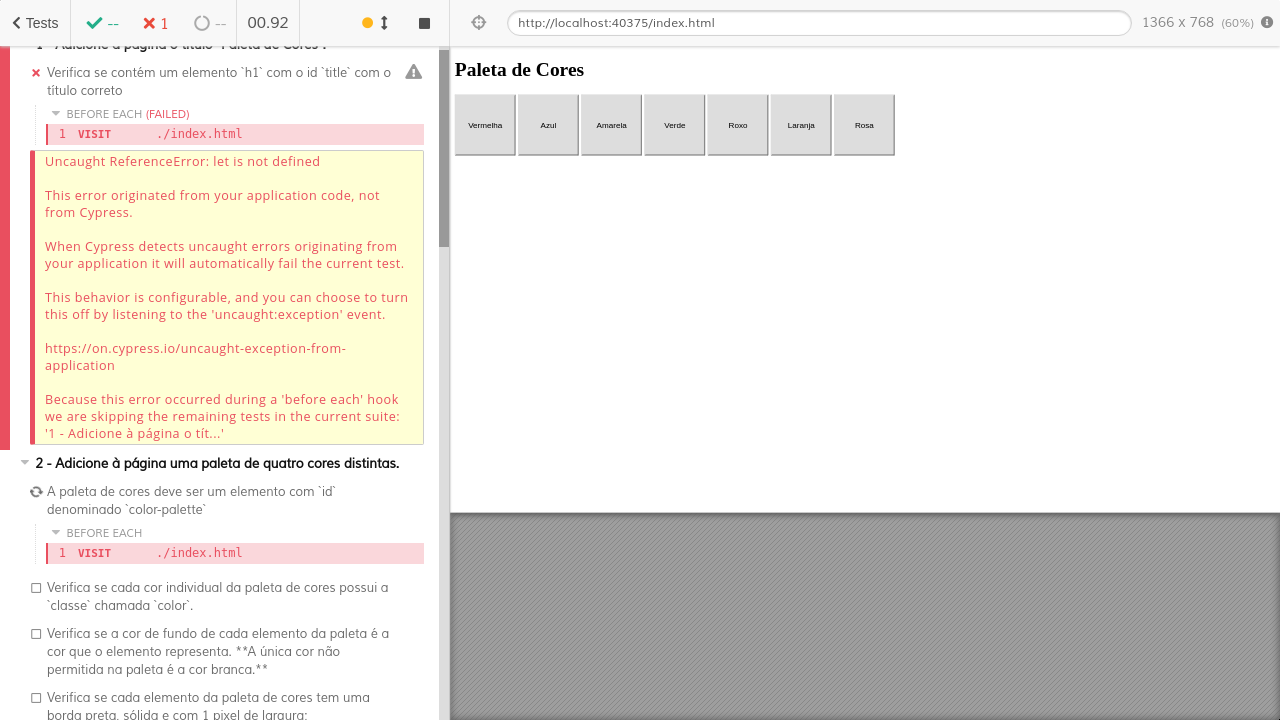 Tests
--
1
--
00.92
http://localhost:40375/index.html
1366 x 768 (60%)
1 - Adicione à página o título "Paleta de Cores".
Verifica se contém um elemento `h1` com o id `title` com o
título correto
BEFORE EACH (FAILED)
1 VISIT ./index.html
Uncaught ReferenceError: let is not defined
This error originated from your application code, not
from Cypress.
When Cypress detects uncaught errors originating from
your application it will automatically fail the current test.
This behavior is configurable, and you can choose to turn
this off by listening to the 'uncaught:exception' event.
https://on.cypress.io/uncaught-exception-from-
application
Because this error occurred during a 'before each' hook
we are skipping the remaining tests in the current suite:
'1 - Adicione à página o tít...'
2 - Adicione à página uma paleta de quatro cores distintas.
A paleta de cores deve ser um elemento com `id`
denominado `color-palette`
BEFORE EACH
1 VISIT ./index.html
Verifica se cada cor individual da paleta de cores possui a
`classe` chamada `color`.
Verifica se a cor de fundo de cada elemento da paleta é a
cor que o elemento representa. **A única cor não
permitida na paleta é a cor branca.**
Verifica se cada elemento da paleta de cores tem uma
borda preta, sólida e com 1 pixel de largura;
Paleta de Cores
Vermelha Azul Amarela Verde Roxo Laranja Rosa